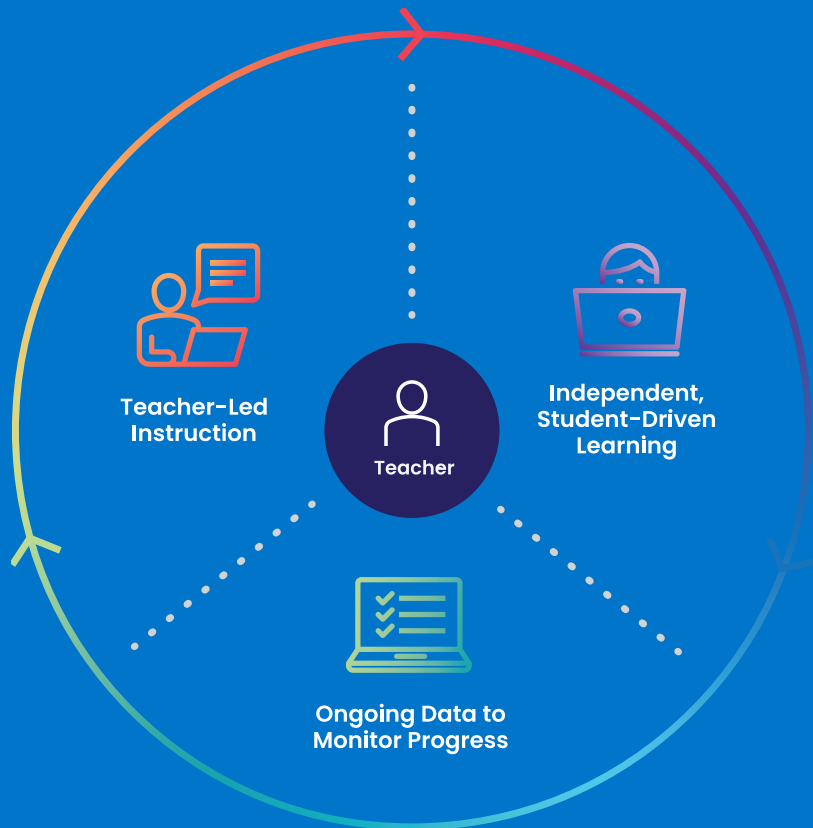 Teacher-Led
Instruction
Independent,
Student-Driven
Learning
Teacher
Ongoing Data to
Monitor Progress